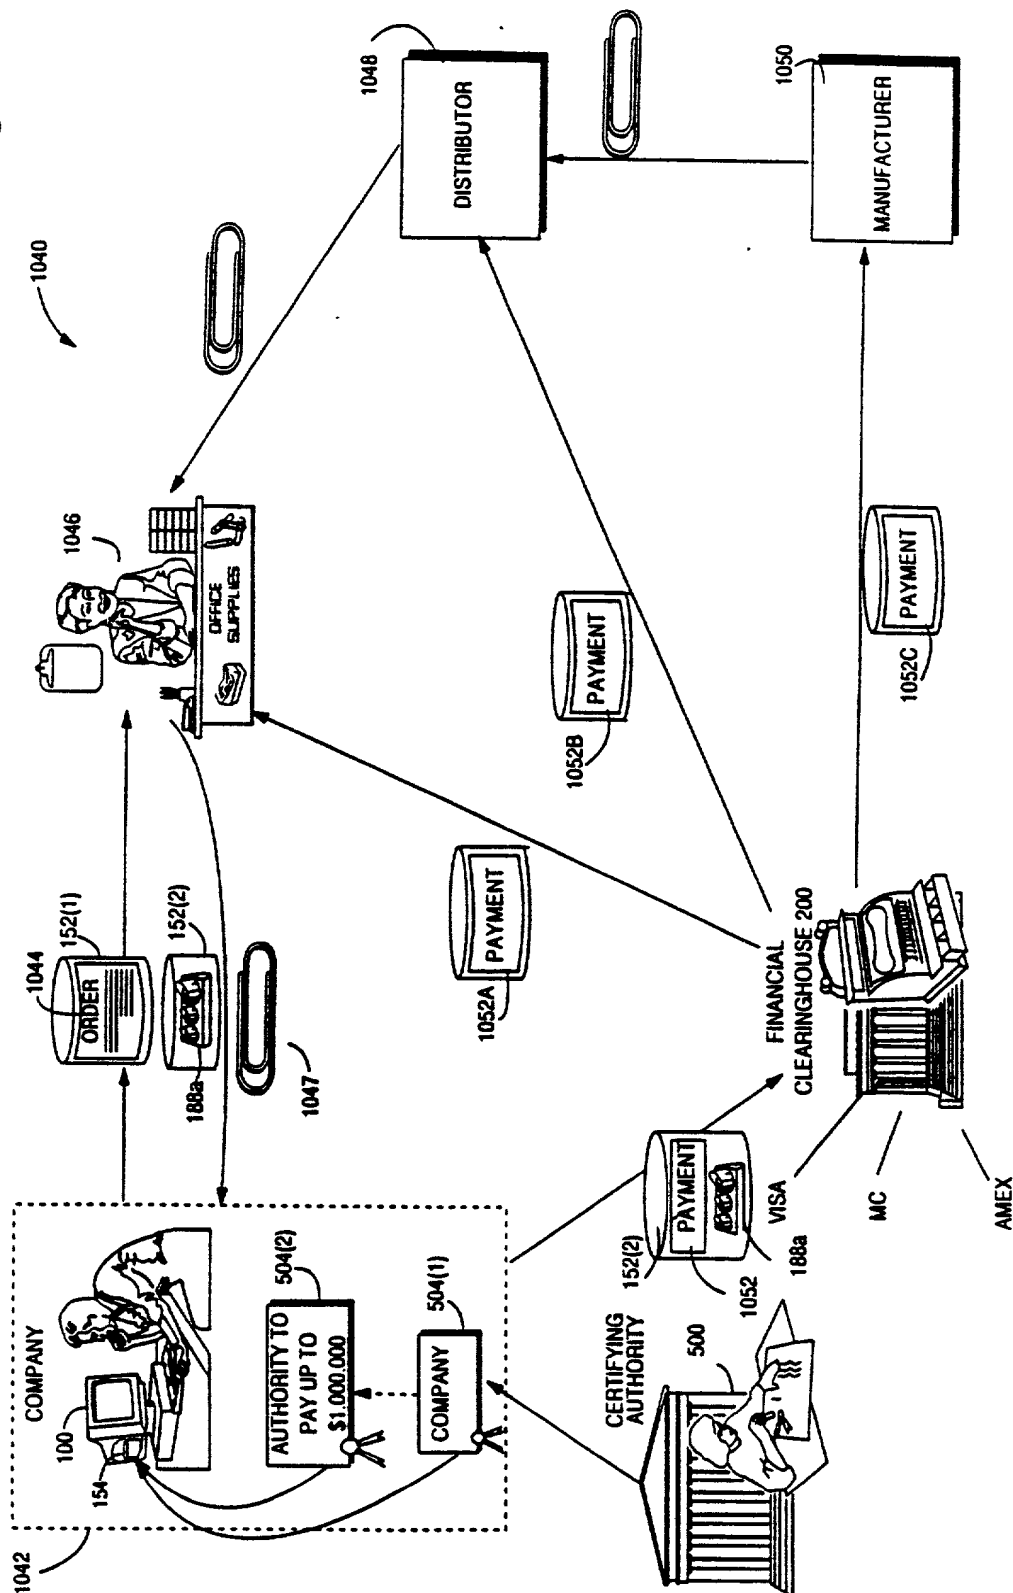 1042
COMPANY
100
154
AUTHORITY TO
PAY UP TO
$1,000,000
504(2)
COMPANY
504(1)
1044
ORDER
152(1)
152(2)
188a
1047
1046
OFFICE
SUPPLIES
1040
1048
DISTRIBUTOR
1050
MANUFACTURER
CERTIFYING
AUTHORITY
500
152(2)
PAYMENT
1052
188a
VISA
MC
AMEX
FINANCIAL
CLEARINGHOUSE 200
PAYMENT
1052A
PAYMENT
1052B
PAYMENT
1052C